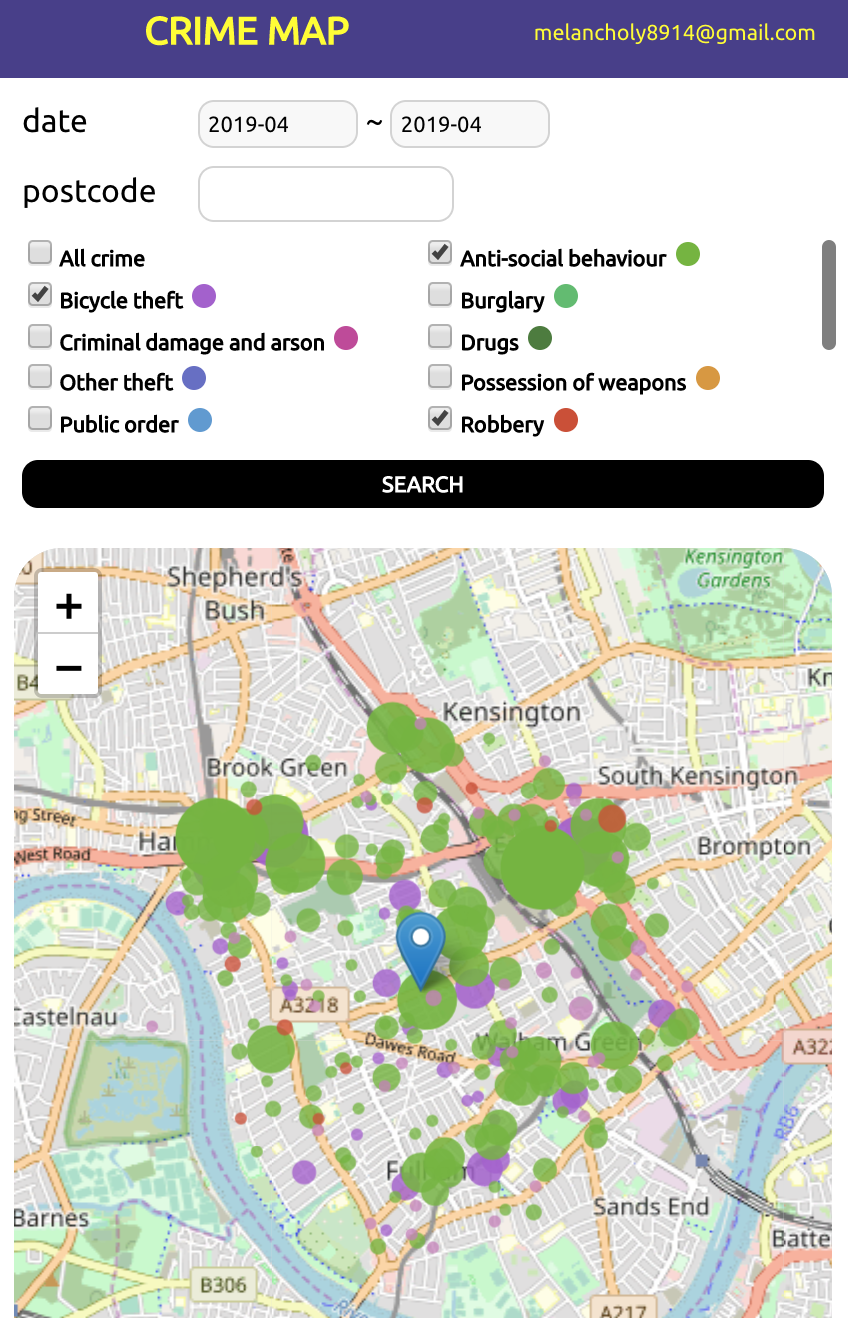 CRIME MAP
melancholy8914@gmail.com
date
2019-04 ~ 2019-04
postcode
All crime
Anti-social behaviour
Bicycle theft
Burglary
Criminal damage and arson
Drugs
Other theft
Possession of weapons
Public order
Robbery
SEARCH
+
−
Kensington
Gardens
Shepherd's
Bush
B4
Kn
Kensington
Brook Green
South Kensington
ng Street
Ha
West Road
E
Brompton
A3218
Castelnau
Dawes Road
Walham Green
A322
RB6
Fulham
Barnes
Sands End
Batte
B306
A217